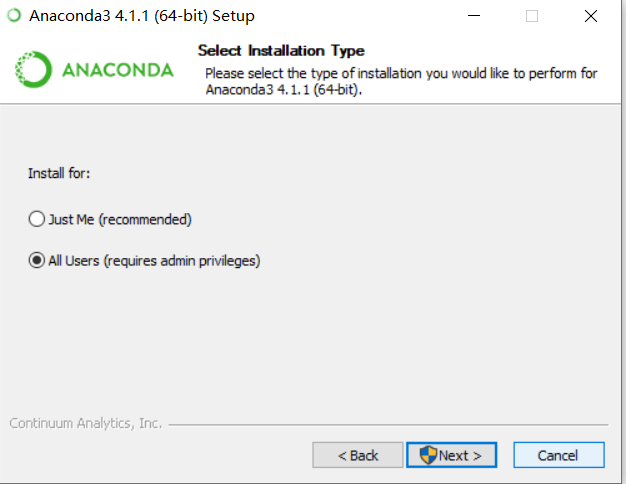 Anaconda3 4.1.1 (64-bit) Setup
Select Installation Type
ANACONDA
Please select the type of installation you would like to perform for
Anaconda3 4.1.1 (64-bit).
Install for:
Just Me (recommended)
All Users (requires admin privileges)
Continuum Analytics, Inc.
< Back
Next >
Cancel